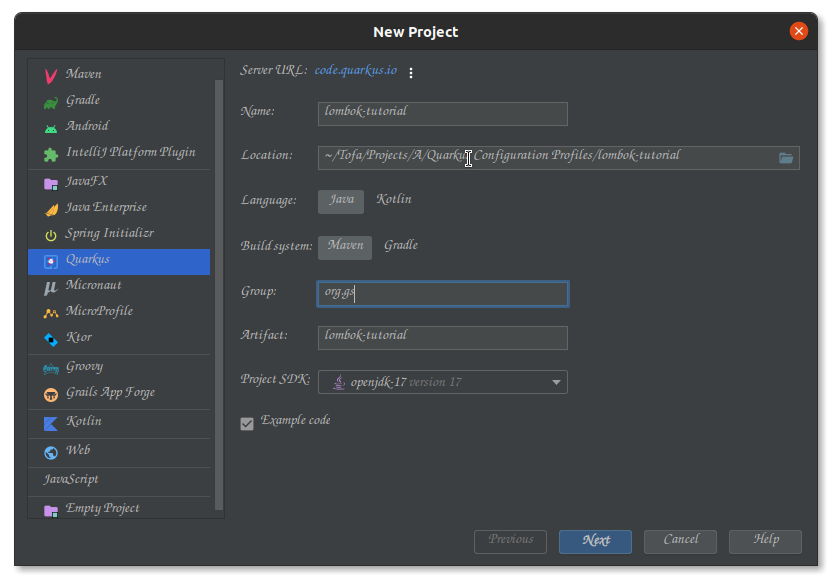 New Project
Maven
Gradle
Android
IntelliJ Platform Plugin
JavaFX
Java Enterprise
Spring Initializr
Quarkus
Micronaut
MicroProfile
Ktor
Groovy
Grails App Forge
Kotlin
Web
JavaScript
Empty Project
Server URL: code.quarkus.io
Name: lombok-tutorial
Location: ~/Tofa/Projects/A/Quarkus Configuration Profiles/lombok-tutorial
Language: Java Kotlin
Build system: Maven Gradle
Group: org.gs
Artifact: lombok-tutorial
Project SDK: openjdk-17 version 17
Example code
Previous Next Cancel Help